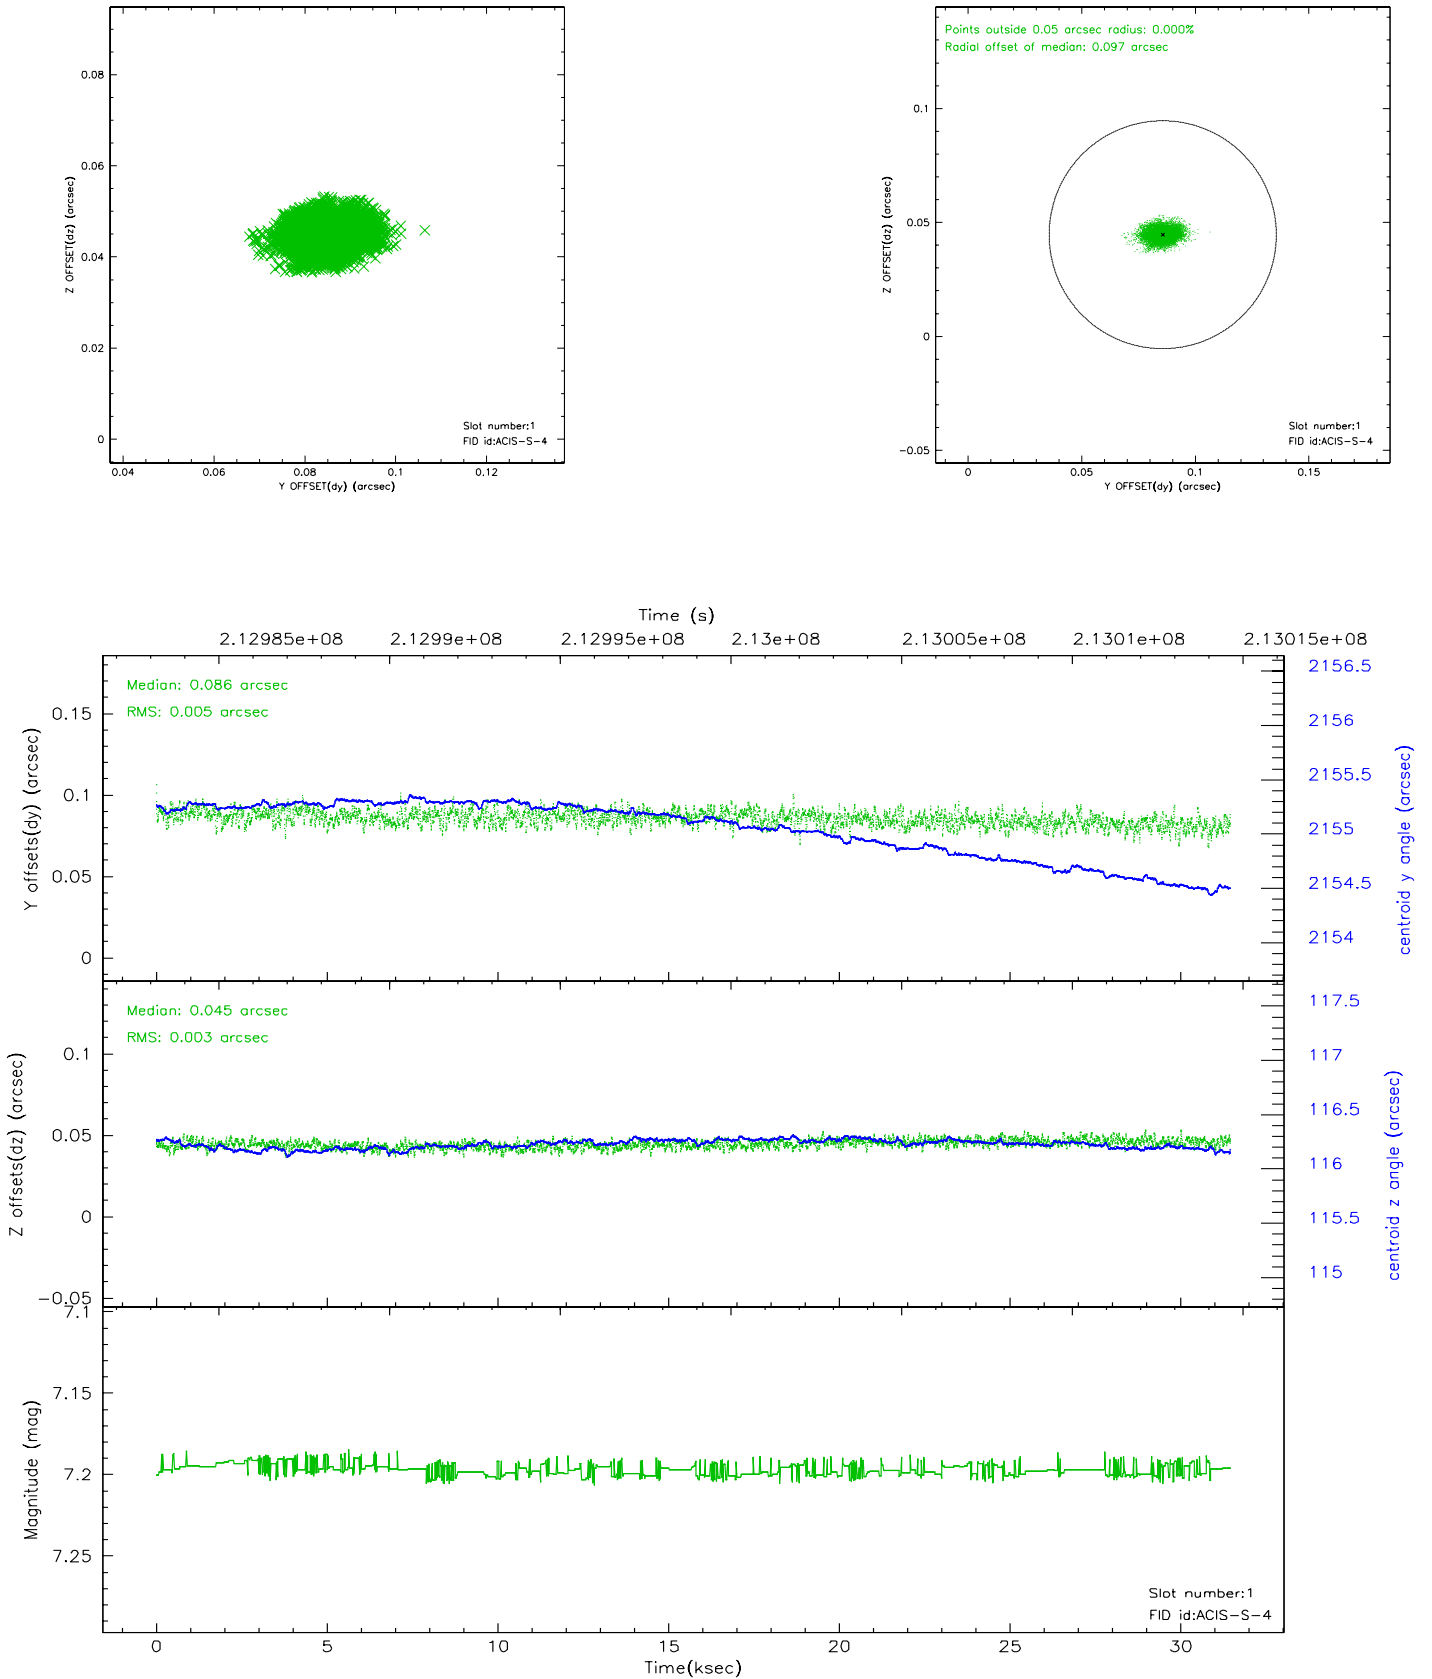 0.08
0.06
0.04
0.02
0
Z OFFSET(dz) (arcsec)
Slot number:1
FID id:ACIS-S-4
0.04
0.06
0.08
0.1
0.12
Y OFFSET(dy) (arcsec)
Points outside 0.05 arcsec radius: 0.000%
Radial offset of median: 0.097 arcsec
0.1
0.05
0
-0.05
Z OFFSET(dz) (arcsec)
Slot number:1
FID id:ACIS-S-4
0
0.05
0.1
0.15
Y OFFSET(dy) (arcsec)
Time (s)
2.12985e+08
2.1299e+08
2.12995e+08
2.13e+08
2.13005e+08
2.1301e+08
2.13015e+08
Median: 0.086 arcsec
RMS: 0.005 arcsec
0.15
0.1
0.05
0
Y offsets(dy) (arcsec)
2156.5
2156
2155.5
2155
2154.5
2154
centroid y angle (arcsec)
Median: 0.045 arcsec
RMS: 0.003 arcsec
0.1
0.05
0
-0.05
Z offsets(dz) (arcsec)
117.5
117
116.5
116
115.5
115
centroid z angle (arcsec)
7.1
7.15
7.2
7.25
Magnitude (mag)
Slot number:1
FID id:ACIS-S-4
0
5
10
15
20
25
30
Time(ksec)